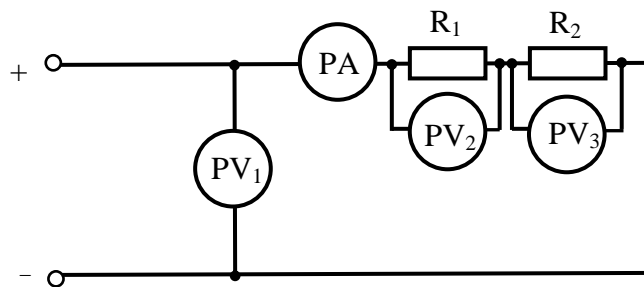 R₁ R₂
+ PA
PV₂ PV₃
PV₁
−